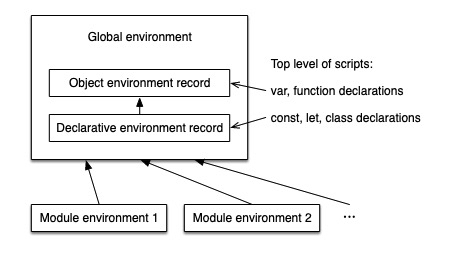 Global environment
Top level of scripts:
Object environment record
var, function declarations
Declarative environment record
const, let, class declarations
Module environment 1
Module environment 2
...